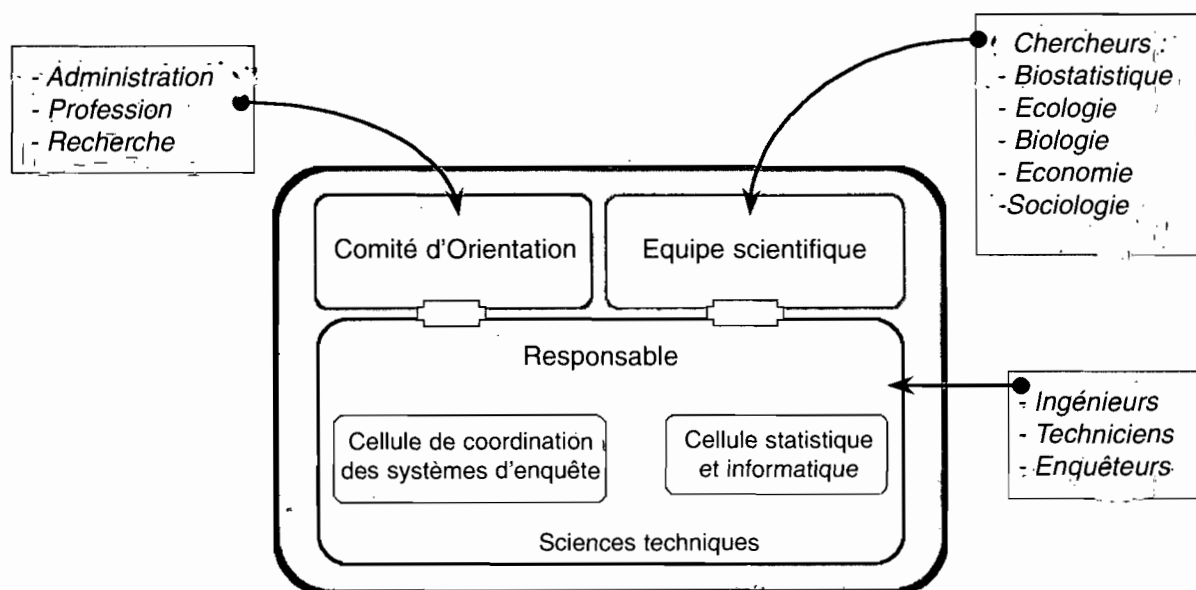 - Administration
- Profession
- Recherche
Chercheurs :
- Biostatistique
- Ecologie
- Biologie
- Economie
-Sociologie
Comité d'Orientation
Equipe scientifique
Responsable
Cellule de coordination
des systèmes d'enquête
Cellule statistique
et informatique
Sciences techniques
- Ingénieurs
- Techniciens
- Enquêteurs